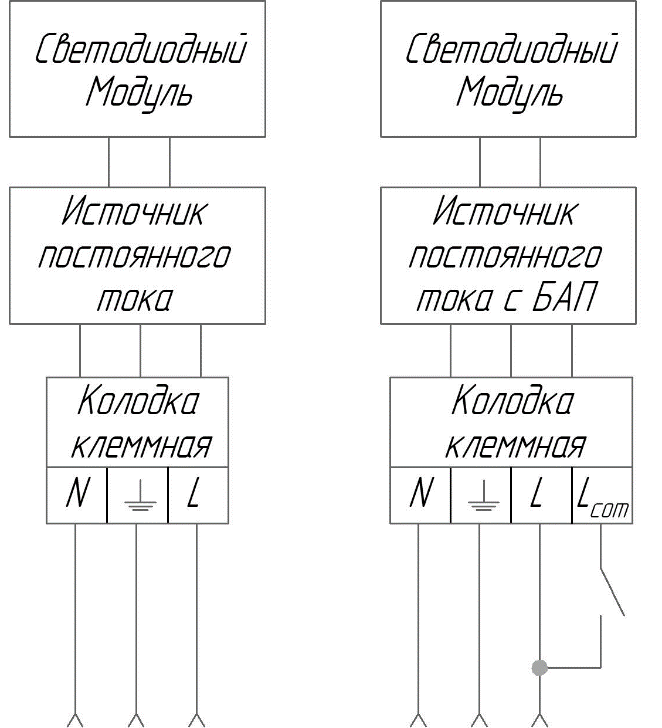 Светодиодный
Модуль
Источник
постоянного
тока
Колодка
клеммная
N L
Светодиодный
Модуль
Источник
постоянного
тока с БАП
Колодка
клеммная
N L Lcom